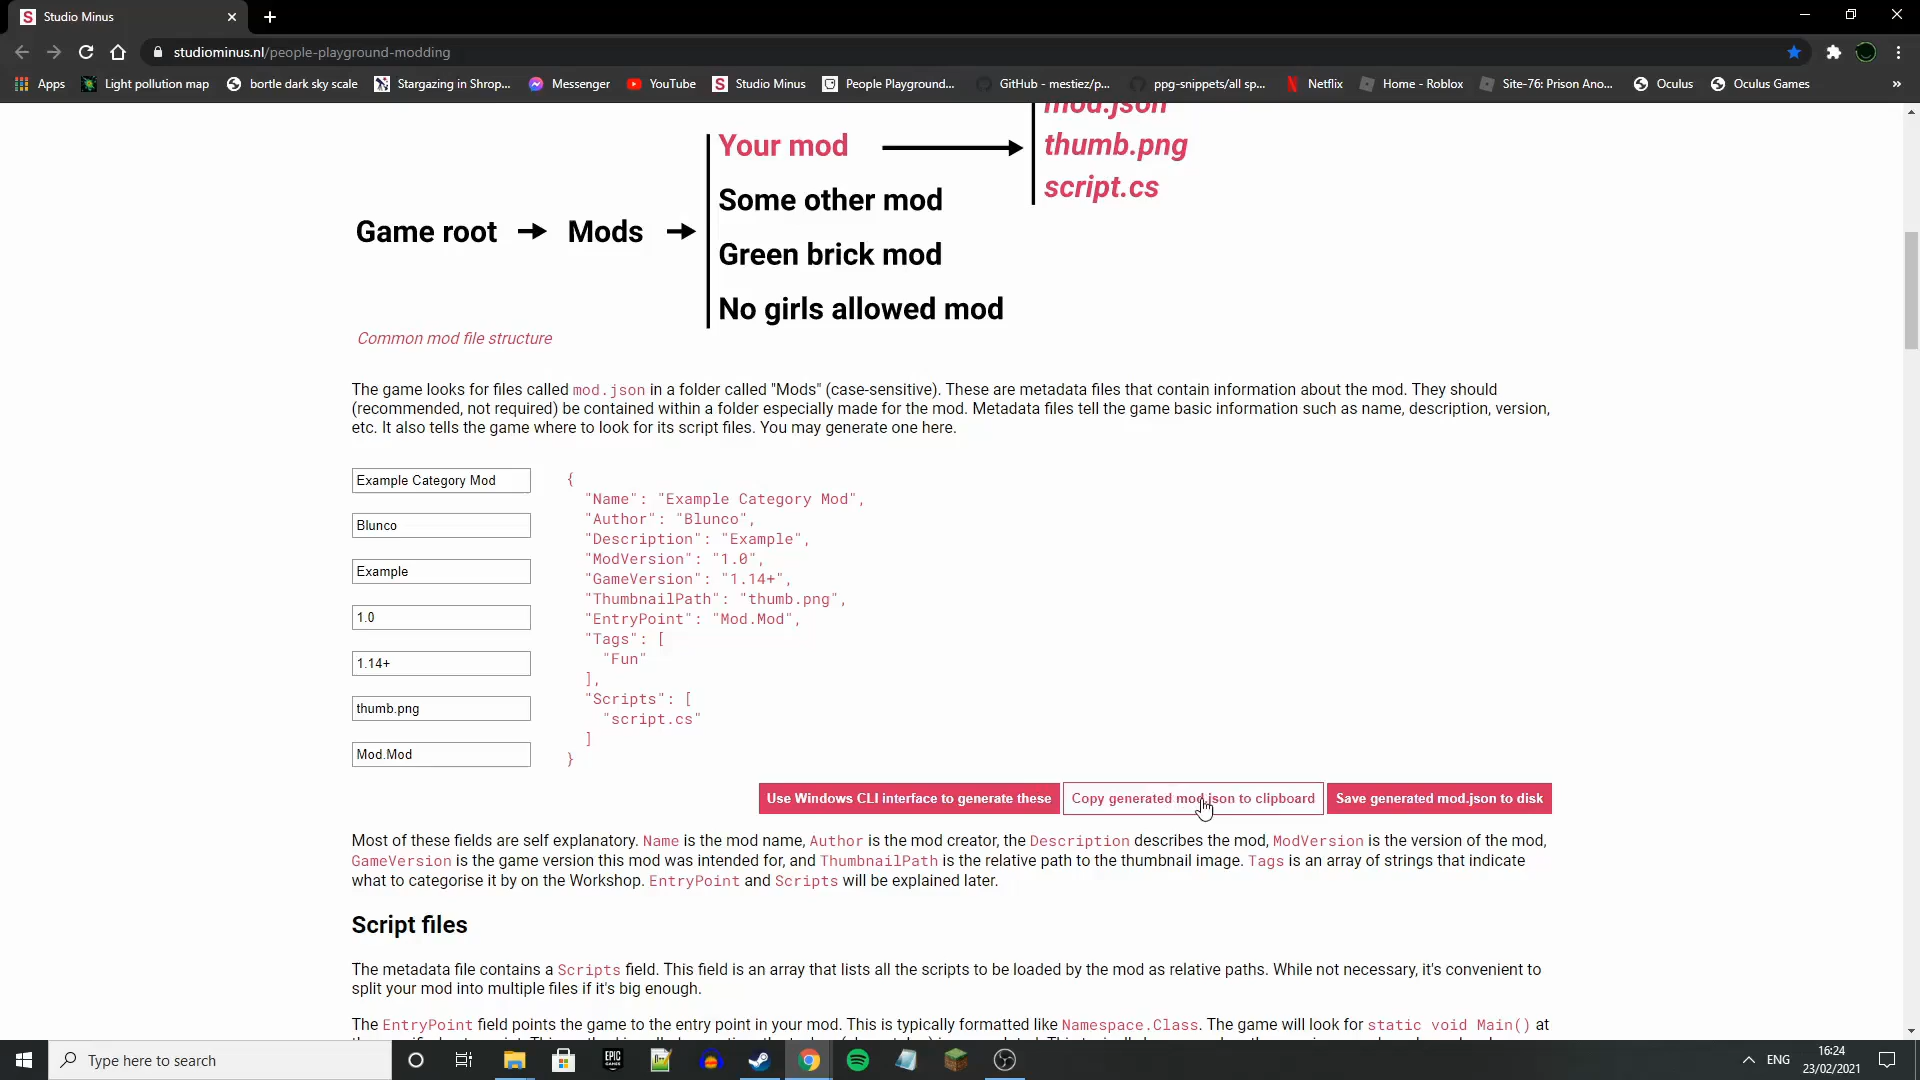 Studio Minus
studiominus.nl/people-playground-modding
Apps
Light pollution map
bortle dark sky scale
Stargazing in Shrop...
Messenger
YouTube
Studio Minus
People Playground...
GitHub - mestiez/p...
ppg-snippets/all sp...
Netflix
Home - Roblox
Site-76: Prison Ano...
Oculus
Oculus Games
»
mod.json
Your mod
thumb.png
script.cs
Some other mod
Game root
Mods
Green brick mod
No girls allowed mod
Common mod file structure
The game looks for files called mod.json in a folder called "Mods" (case-sensitive). These are metadata files that contain information about the mod. They should
(recommended, not required) be contained within a folder especially made for the mod. Metadata files tell the game basic information such as name, description, version,
etc. It also tells the game where to look for its script files. You may generate one here.
Example Category Mod
Blunco
Example
1.0
1.14+
thumb.png
Mod.Mod
{
"Name": "Example Category Mod",
"Author": "Blunco",
"Description": "Example",
"ModVersion": "1.0",
"GameVersion": "1.14+",
"ThumbnailPath": "thumb.png",
"EntryPoint": "Mod.Mod",
"Tags": [
"Fun"
],
"Scripts": [
"script.cs"
]
}
Use Windows CLI interface to generate these
Copy generated mod.json to clipboard
Save generated mod.json to disk
Most of these fields are self explanatory. Name is the mod name, Author is the mod creator, the Description describes the mod, ModVersion is the version of the mod,
GameVersion is the game version this mod was intended for, and ThumbnailPath is the relative path to the thumbnail image. Tags is an array of strings that indicate
what to categorise it by on the Workshop. EntryPoint and Scripts will be explained later.
Script files
The metadata file contains a Scripts field. This field is an array that lists all the scripts to be loaded by the mod as relative paths. While not necessary, it's convenient to
split your mod into multiple files if it's big enough.
The EntryPoint field points the game to the entry point in your mod. This is typically formatted like Namespace.Class. The game will look for static void Main() at
Type here to search
EPIC
GAMES
ENG
16:24
23/02/2021